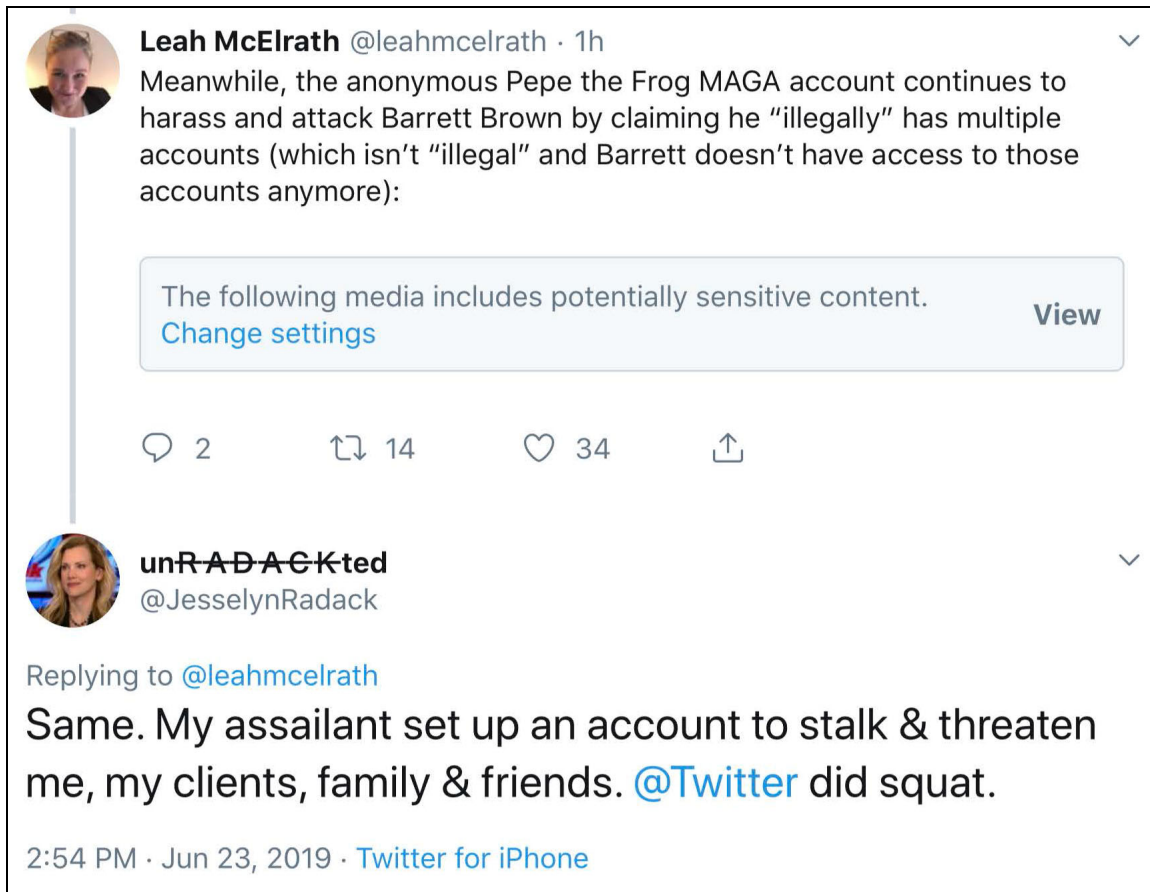 Leah McElrath @leahmcelrath · 1h
Meanwhile, the anonymous Pepe the Frog MAGA account continues to
harass and attack Barrett Brown by claiming he “illegally” has multiple
accounts (which isn’t “illegal” and Barrett doesn’t have access to those
accounts anymore):
The following media includes potentially sensitive content.
Change settings
View
2 14 34
unRADACKted
@JesselynRadack
Replying to @leahmcelrath
Same. My assailant set up an account to stalk & threaten
me, my clients, family & friends. @Twitter did squat.
2:54 PM · Jun 23, 2019 · Twitter for iPhone